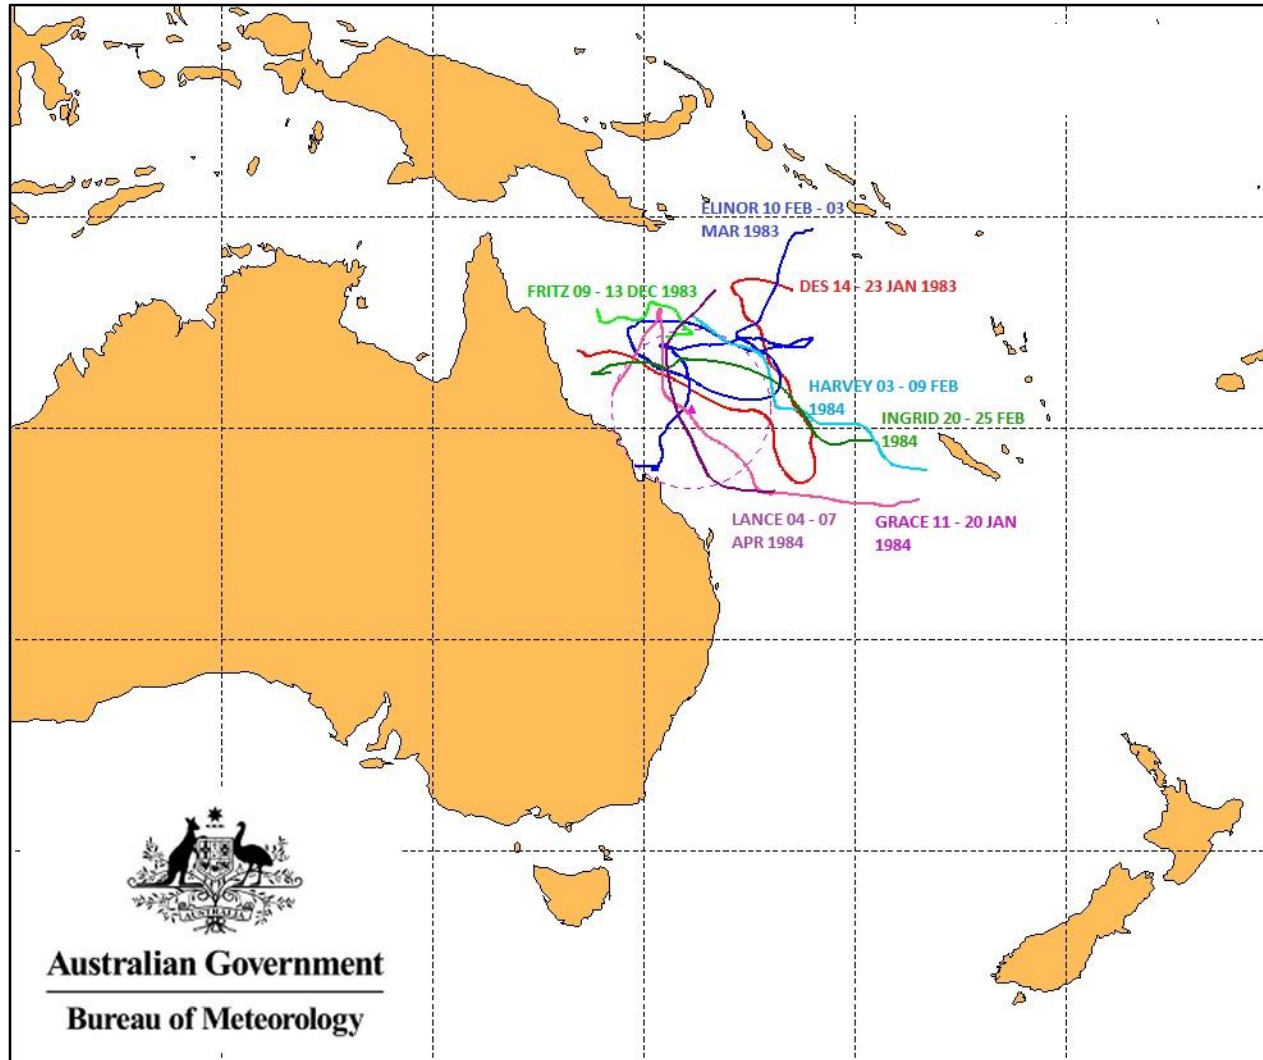 ELINOR 10 FEB - 03
MAR 1983
DES 14 - 23 JAN 1983
FRITZ 09 - 13 DEC 1983
HARVEY 03 - 09 FEB
1984
INGRID 20 - 25 FEB
1984
LANCE 04 - 07
APR 1984
GRACE 11 - 20 JAN
1984
AUSTRALIA
Australian Government
Bureau of Meteorology